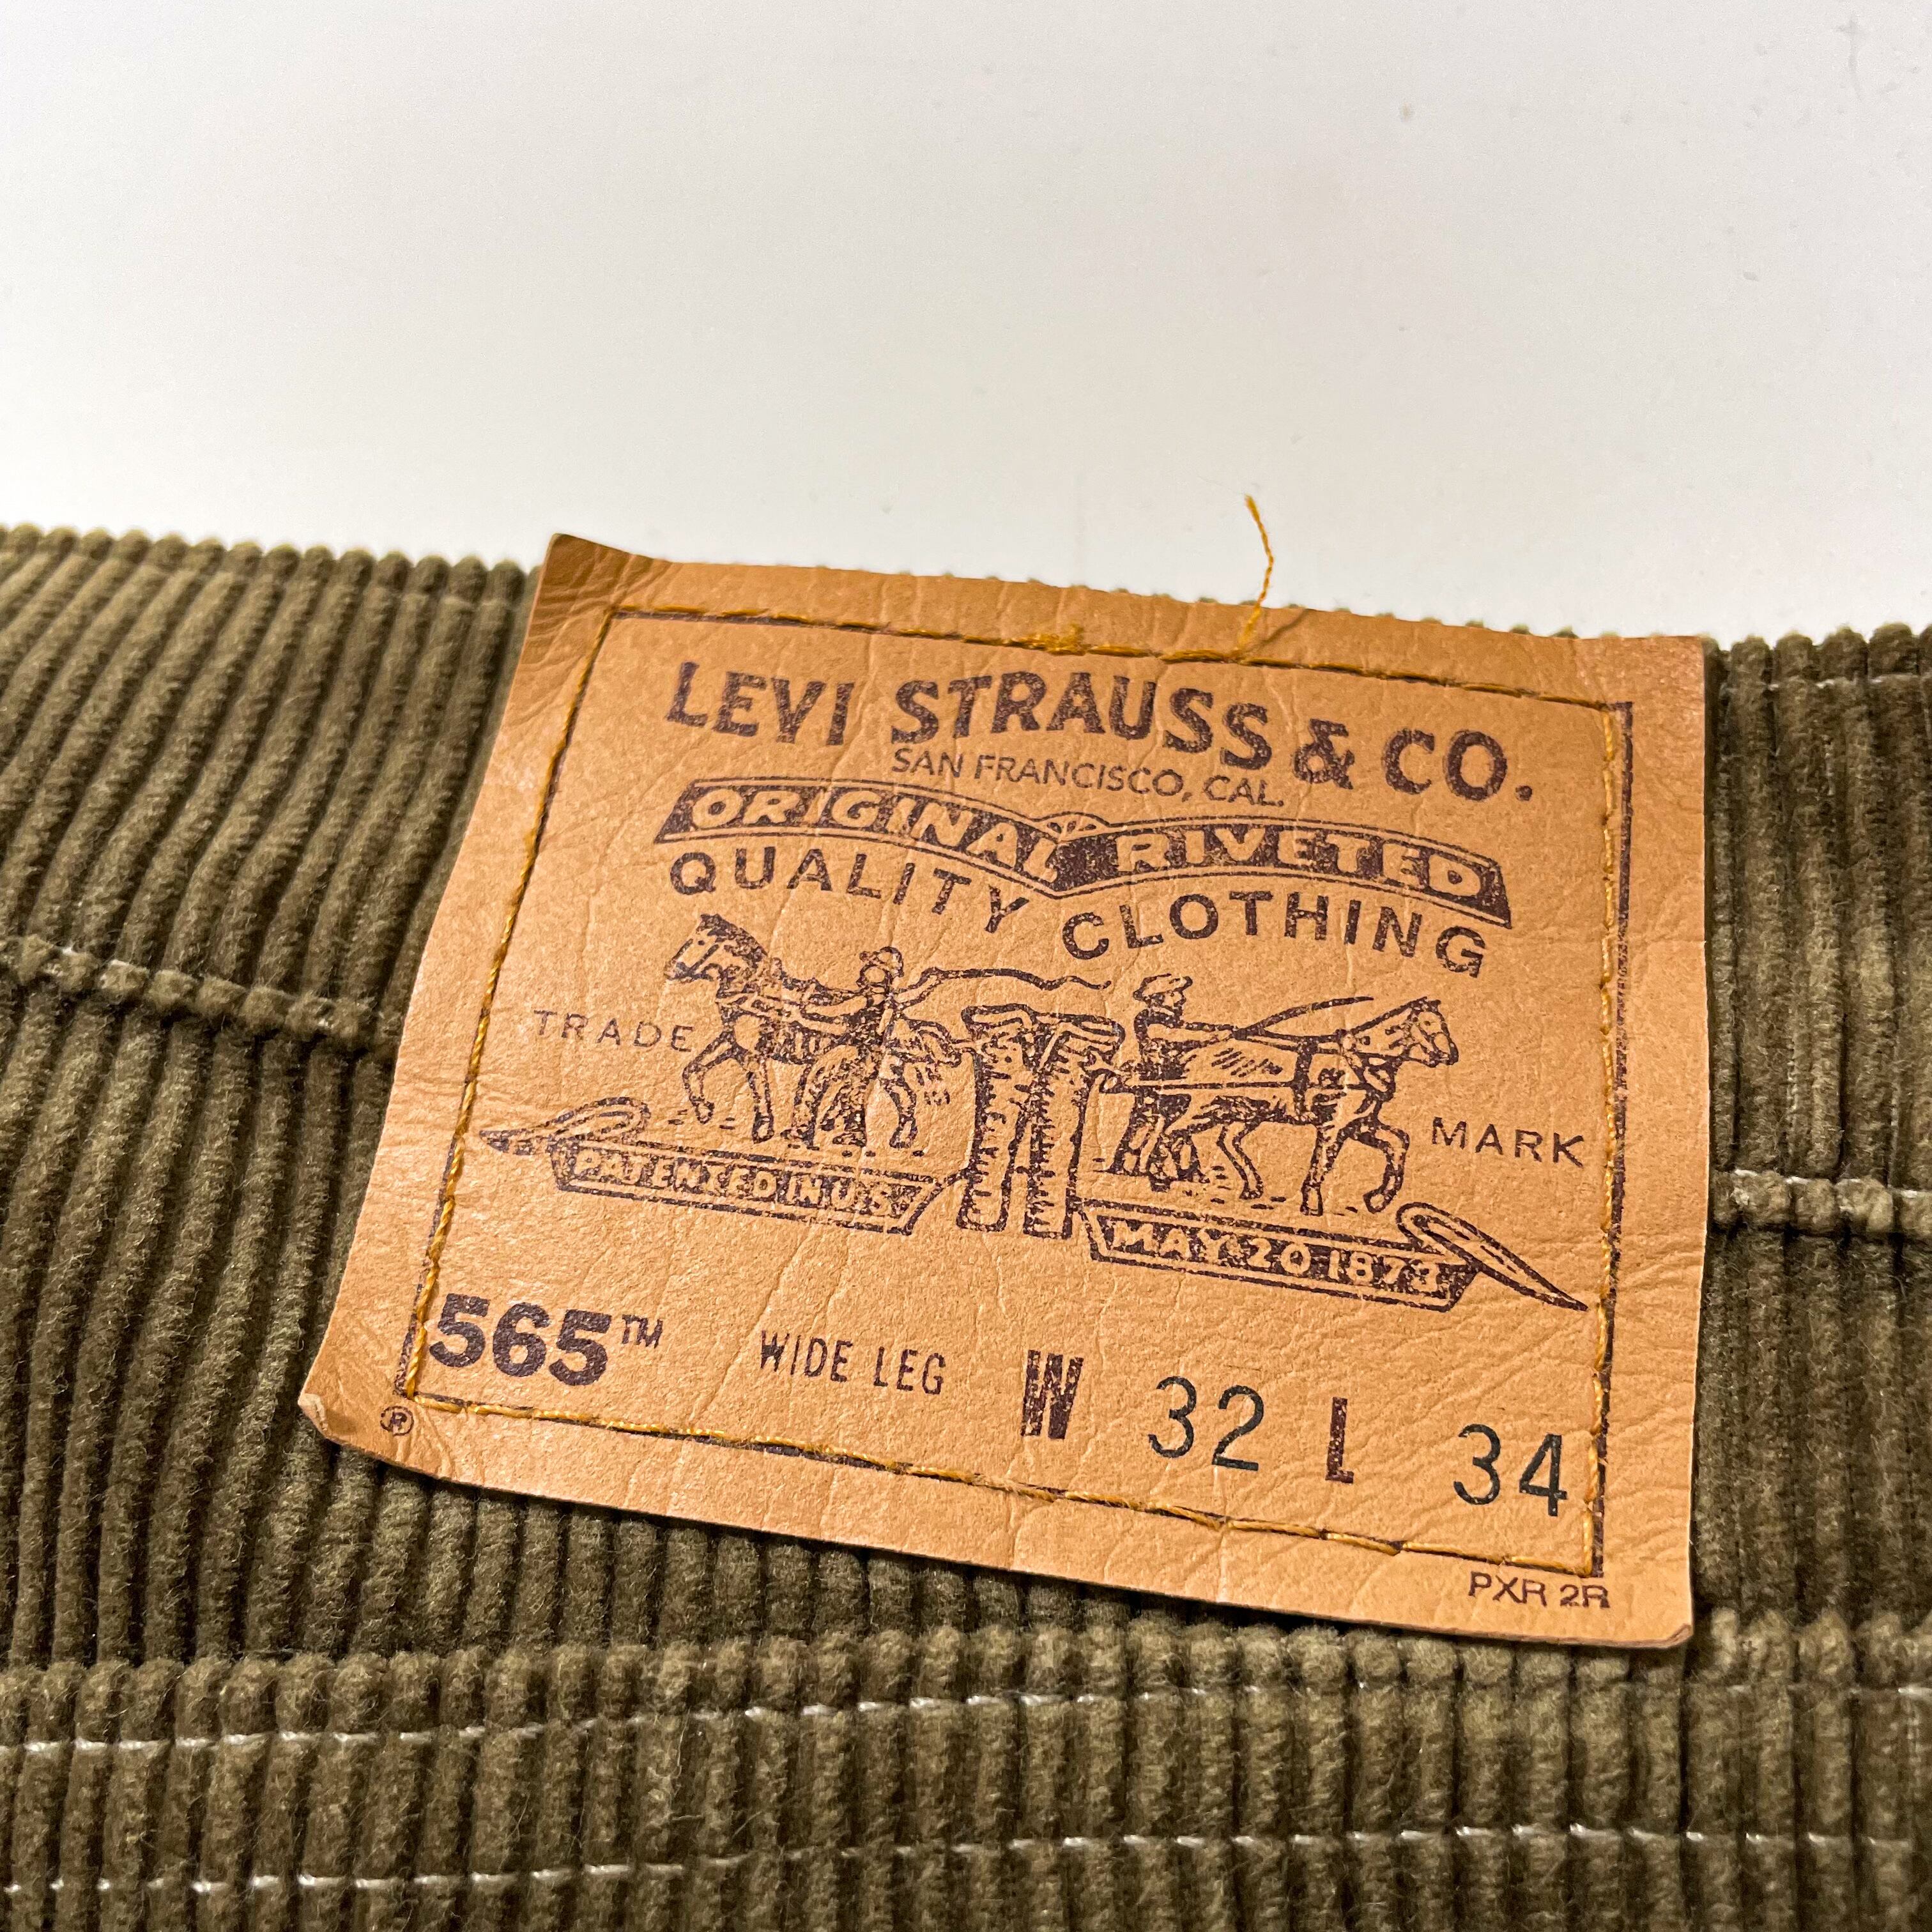 LEVI STRAUSS & CO.
SAN FRANCISCO, CAL.
ORIGINAL RIVETED
QUALITY CLOTHING
TRADE MARK
PATENTED IN U.S.
MAY 20 1873
565™ WIDE LEG W 32 L 34
®
PXR 2R